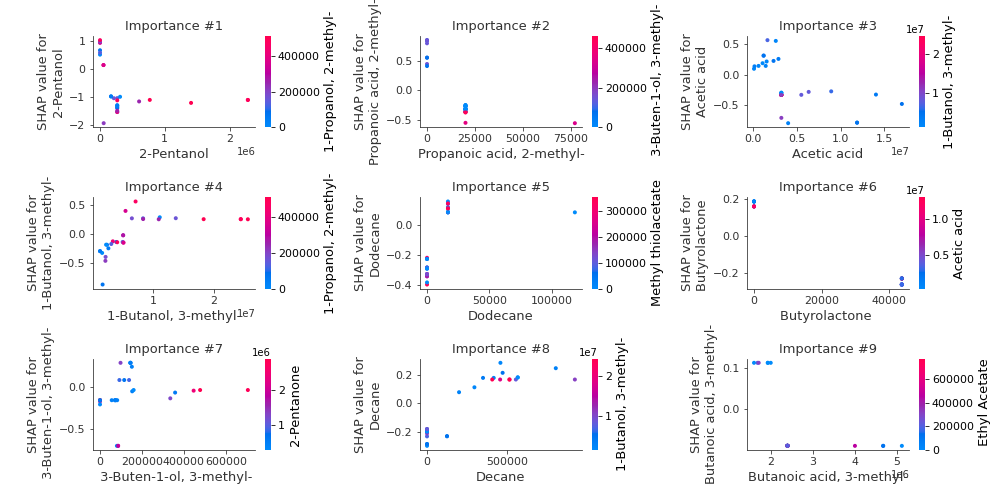 Importance #1
SHAP value for
2-Pentanol
1
0
−1
−2
0
1
2
1e6
2-Pentanol
400000
200000
0
1-Propanol, 2-methyl-
Importance #2
SHAP value for
Propanoic acid, 2-methyl-
0.5
0.0
−0.5
0
25000
50000
75000
Propanoic acid, 2-methyl-
400000
200000
0
3-Buten-1-ol, 3-methyl-
Importance #3
SHAP value for
Acetic acid
0.5
0.0
−0.5
0.0
0.5
1.0
1.5
1e7
Acetic acid
1e7
2
1
1-Butanol, 3-methyl-
Importance #4
SHAP value for
1-Butanol, 3-methyl-
0.5
0.0
−0.5
1
2
1e7
1-Butanol, 3-methyl-
400000
200000
0
1-Propanol, 2-methyl-
Importance #5
SHAP value for
Dodecane
0.0
−0.2
−0.4
0
50000
100000
Dodecane
300000
200000
100000
0
Methyl thiolacetate
Importance #6
SHAP value for
Butyrolactone
0.2
0.0
−0.2
0
20000
40000
Butyrolactone
1e7
1.0
0.5
Acetic acid
Importance #7
SHAP value for
3-Buten-1-ol, 3-methyl-
0.0
−0.5
0
200000
400000
600000
3-Buten-1-ol, 3-methyl-
1e6
2
1
2-Pentanone
Importance #8
SHAP value for
Decane
0.2
0.0
−0.2
0
500000
Decane
1e7
2
1
1-Butanol, 3-methyl-
Importance #9
SHAP value for
Butanoic acid, 3-methyl-
0.1
0.0
2
3
4
5
1e6
Butanoic acid, 3-methyl-
600000
400000
200000
0
Ethyl Acetate